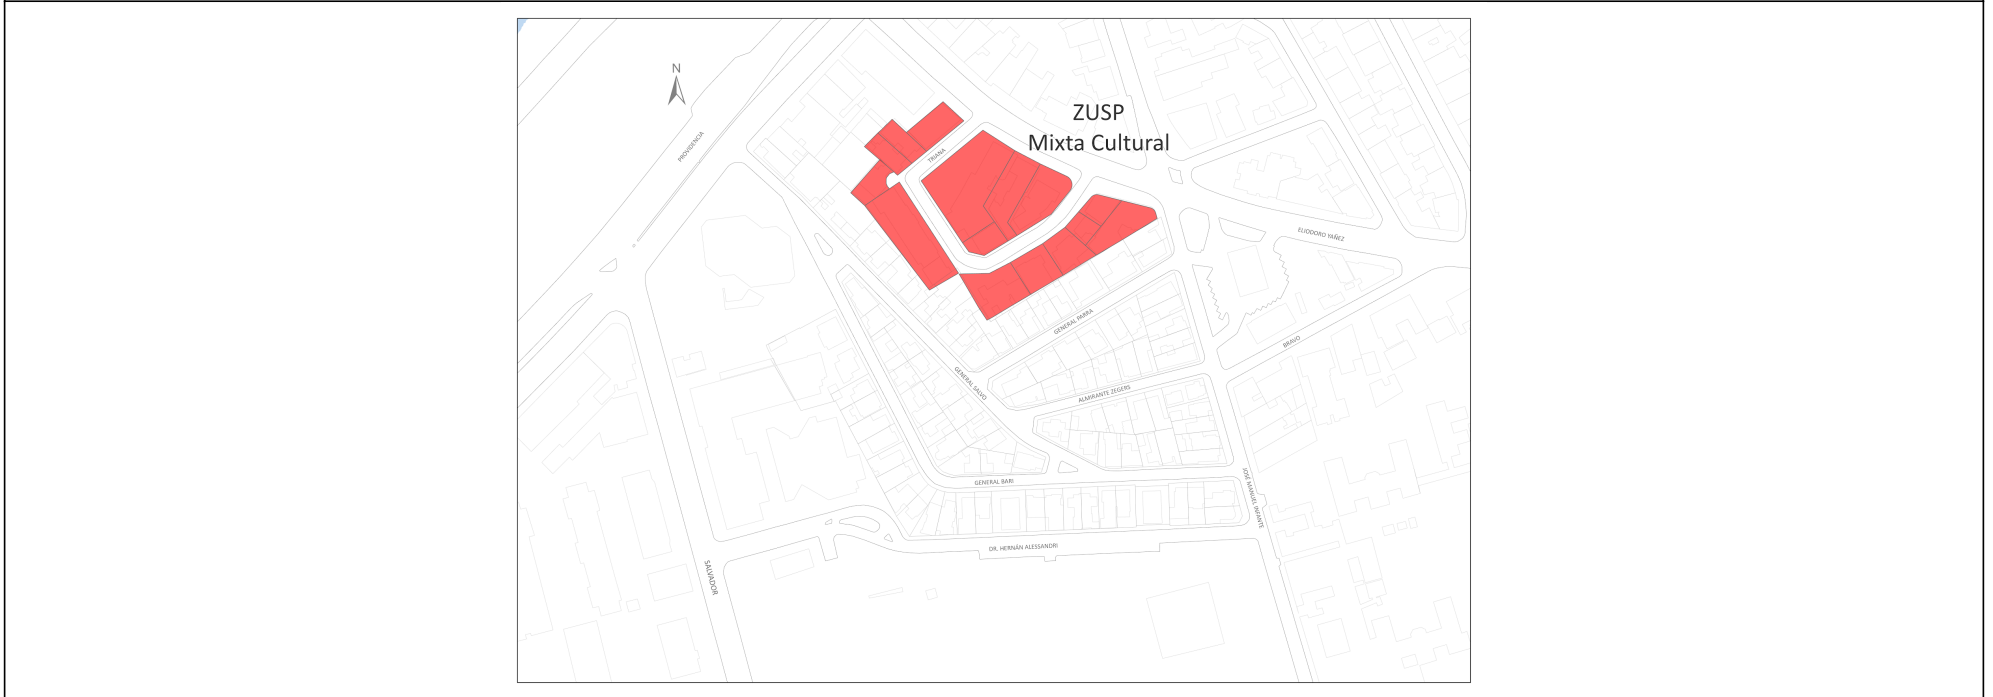 N
ZUSP
Mixta Cultural
PROVIDENCIA
TRIANA
ELIODORO YAÑEZ
GENERAL PARRA
BRAVO
GENERAL SALVO
ALMIRANTE ZEGERS
GENERAL BARI
JOSÉ MANUEL INFANTE
DR. HERNÁN ALESSANDRI
SALVADOR